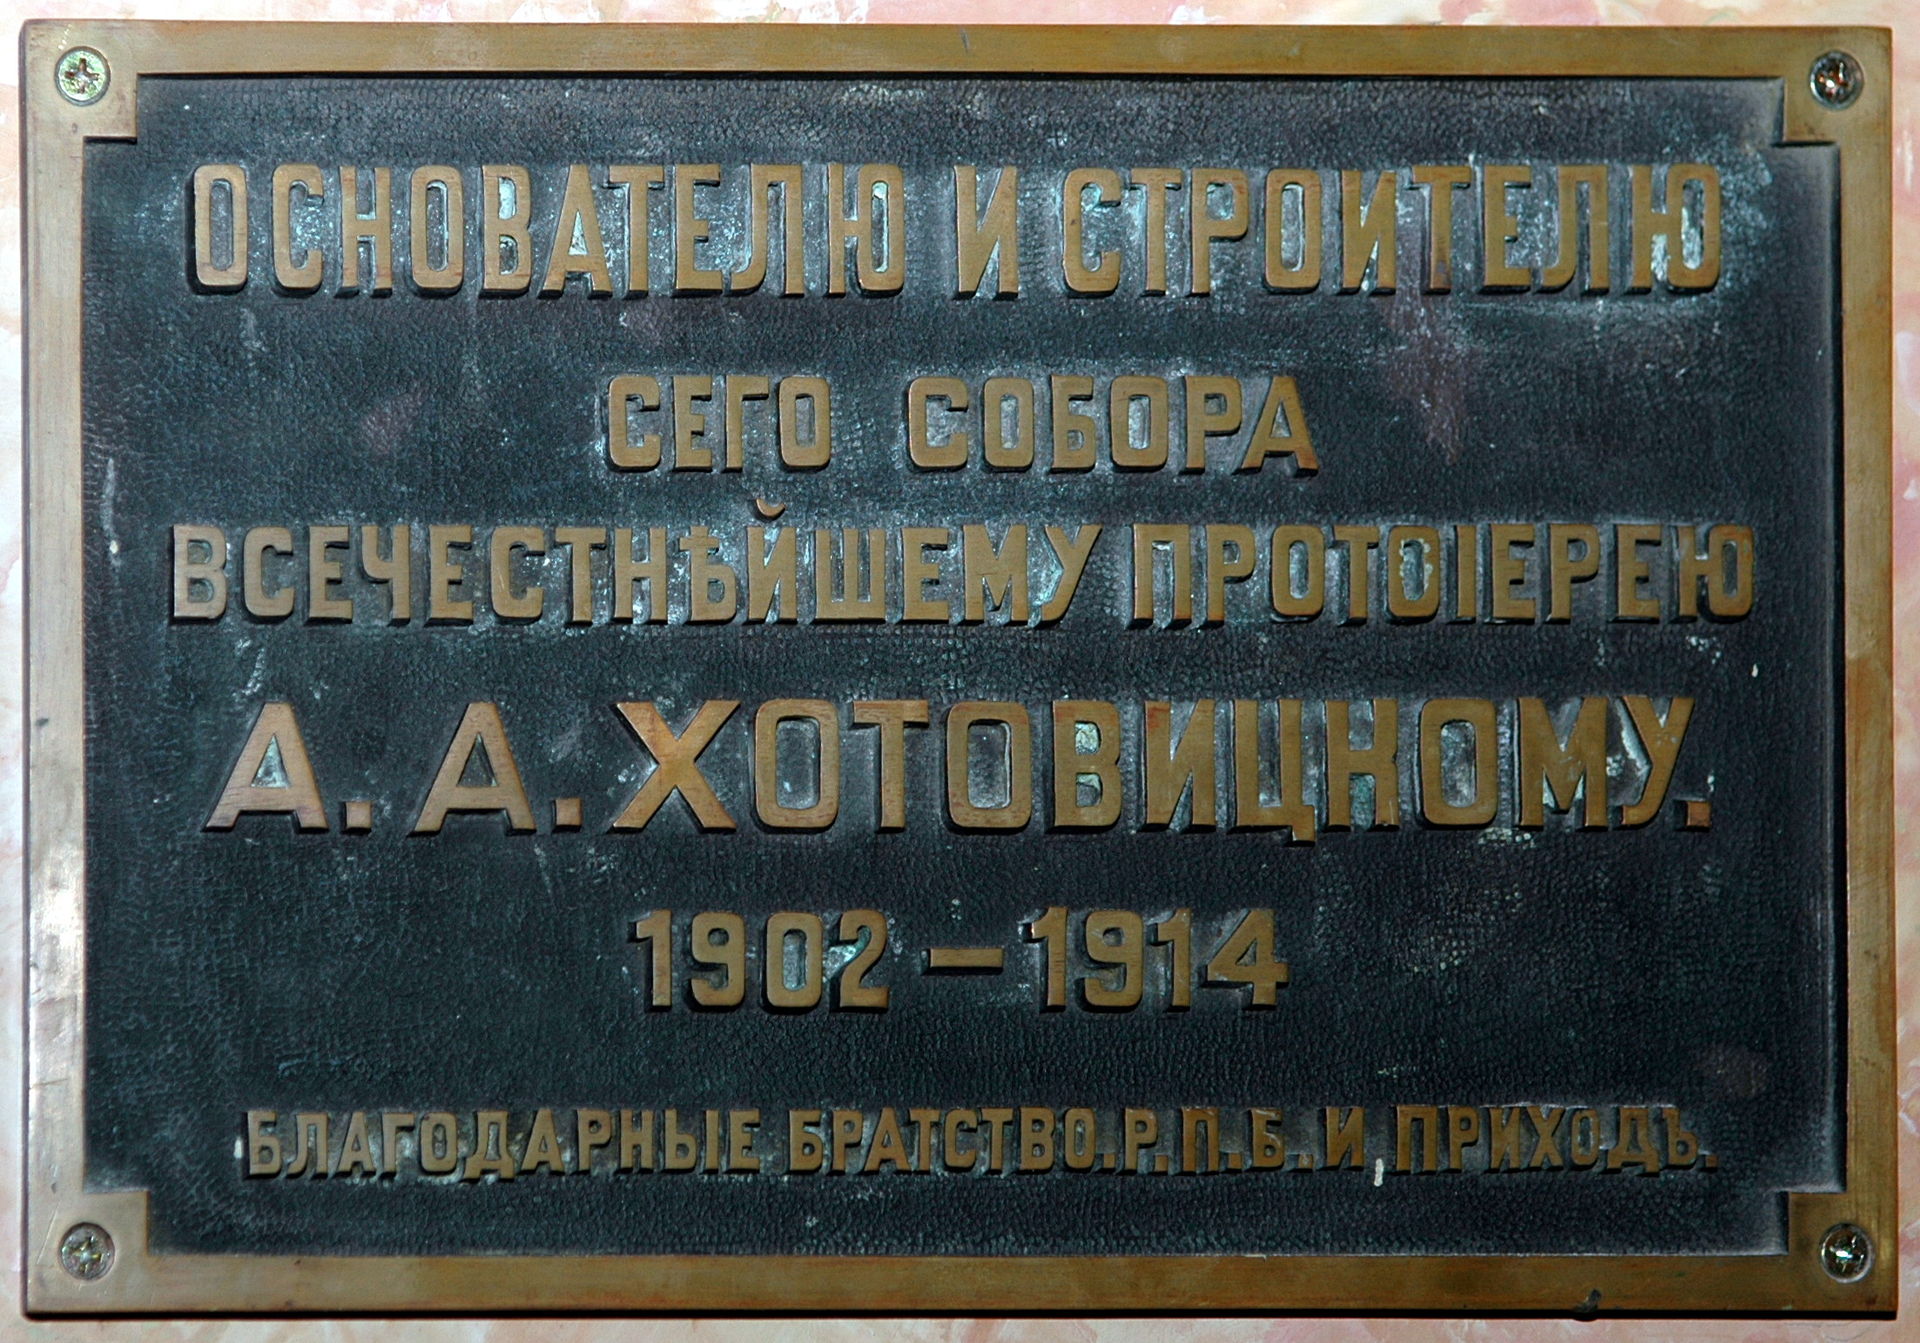 ОСНОВАТЕЛЮ И СТРОИТЕЛЮ
СЕГО СОБОРА
ВСЕЧЕСТНѢЙШЕМУ ПРОТОІЕРЕЮ
А. А. ХОТОВИЦКОМУ.
1902 – 1914
БЛАГОДАРНЫЕ БРАТСТВО. Р. П. Б. И ПРИХОДЪ.